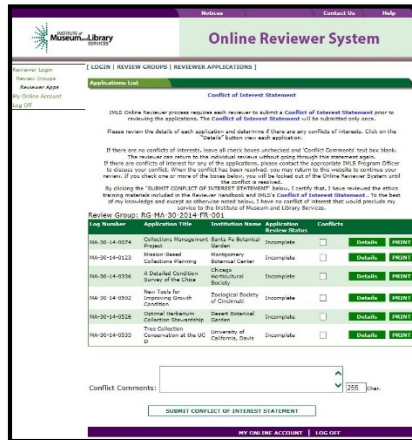 Notices Contact Us Help
INSTITUTE of Museum and Library SERVICES
Online Reviewer System
[ LOGIN | REVIEW GROUPS | REVIEWER APPLICATIONS ]
Reviewer Login
Review Groups
Reviewer Apps
My Online Account
Log Off
Applications List
Conflict of Interest Statement
IMLS Online Reviewer process requires each reviewer to submit a Conflict of Interest Statement prior to
reviewing the applications. The Conflict of Interest Statement will be submitted only once.
Please review the details of each application and determine if there are any conflicts of interest. Click on the
"Details" button view each application.
If there are no conflicts of interest, leave all check boxes unchecked and 'Conflict Comments' text box blank.
The reviewer can return to the individual reviews without going through this statement again.
If there are conflicts of interest for any of the applications, please contact the appropriate IMLS Program Officer
to discuss your conflict. When the conflict has been resolved, you may return to this website to continue your
review. If you check one or more of the boxes below, you will be locked out of the Online Reviewer System until
the conflict is resolved.
By clicking the "SUBMIT CONFLICT OF INTEREST STATEMENT" below, I certify that, I have reviewed the ethics
training materials included in the Reviewer Handbook and IMLS's Conflict of Interest Statement . To the best
of my knowledge and except as otherwise noted below, I have no conflict of interest that would preclude my
service to the Institute of Museum and Library Services.
Review Group: RG-MA-30-2014-FR-001
Log Number Application Title Institution Name Application Review Status Conflicts
MA-30-14-0074 Collections Management Project Santa Fe Botanical Garden Incomplete Details PRINT
MA-30-14-0123 Mission-Based Collections Planning Montgomery Botanical Center Incomplete Details PRINT
MA-30-14-0336 A Detailed Condition Survey of the Chica Chicago Horticultural Society Incomplete Details PRINT
MA-30-14-0502 New Tools for Improving Growth Condition Zoological Society of Cincinnati Incomplete Details PRINT
MA-30-14-0526 Optimal Herbarium Collection Stewardship Desert Botanical Garden Incomplete Details PRINT
MA-30-14-0535 Tree Collection Conservation at the UC D University of California, Davis Incomplete Details PRINT
Conflict Comments: 255 Char.
SUBMIT CONFLICT OF INTEREST STATEMENT
MY ONLINE ACCOUNT | LOG OFF